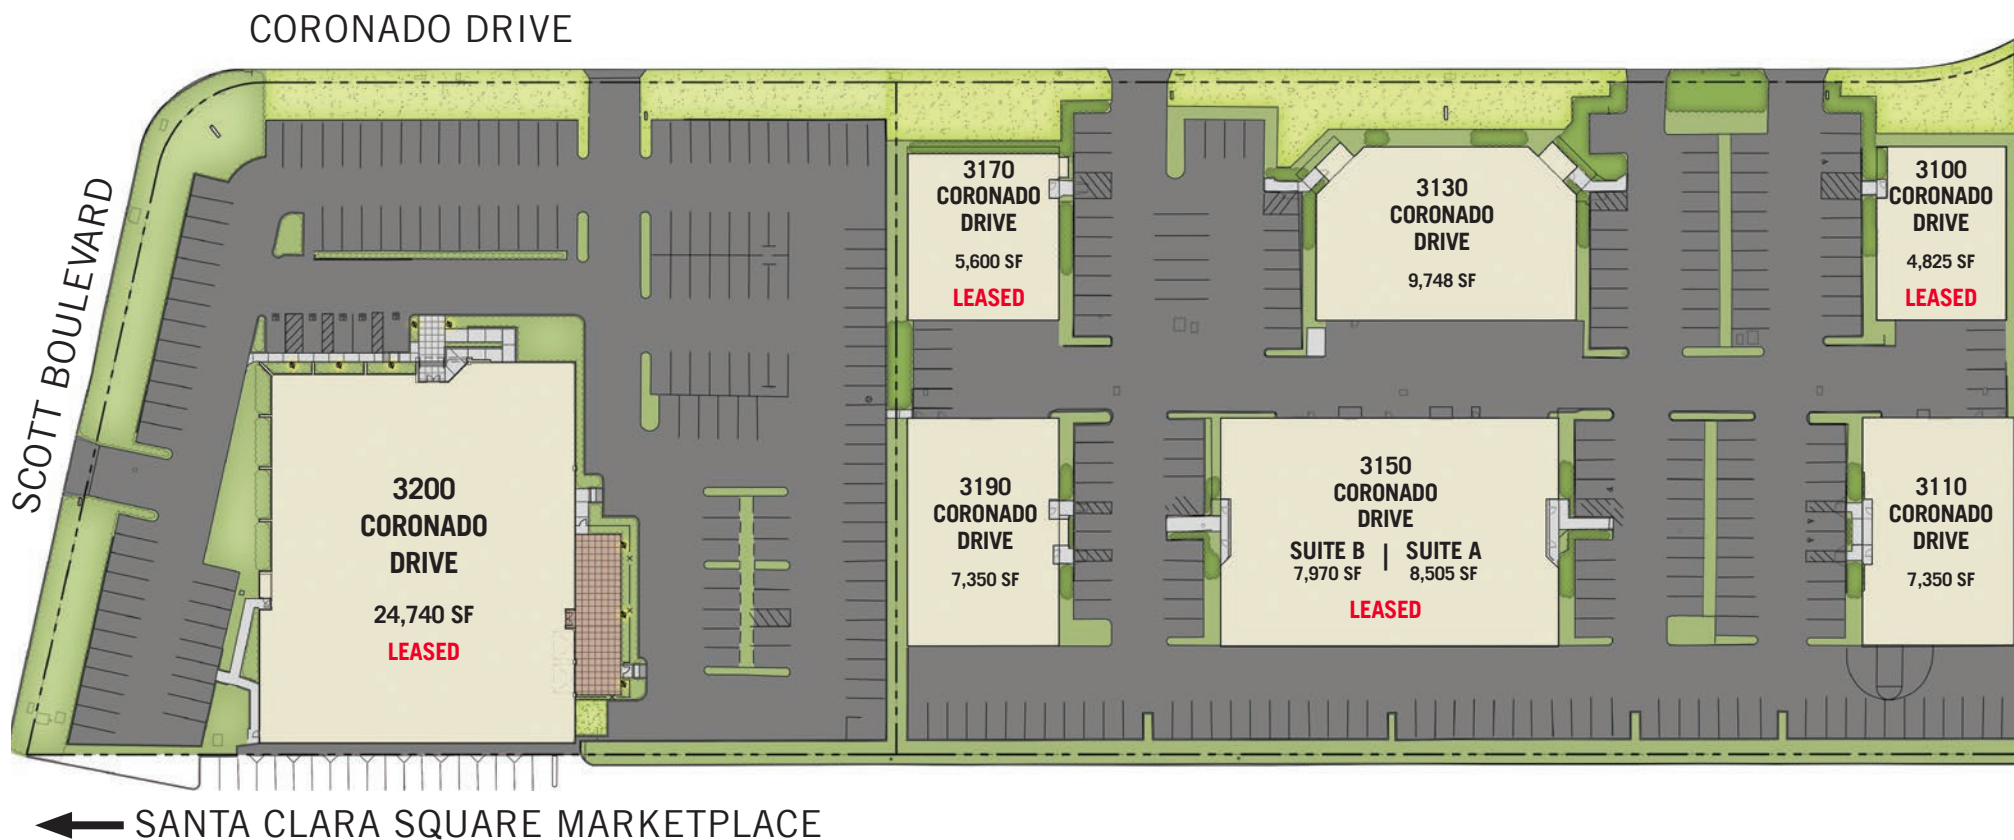 CORONADO DRIVE
SCOTT BOULEVARD
3200
CORONADO
DRIVE
24,740 SF
LEASED
3170
CORONADO
DRIVE
5,600 SF
LEASED
3130
CORONADO
DRIVE
9,748 SF
3100
CORONADO
DRIVE
4,825 SF
LEASED
3190
CORONADO
DRIVE
7,350 SF
3150
CORONADO
DRIVE
SUITE B | SUITE A
7,970 SF 8,505 SF
LEASED
3110
CORONADO
DRIVE
7,350 SF
SANTA CLARA SQUARE MARKETPLACE